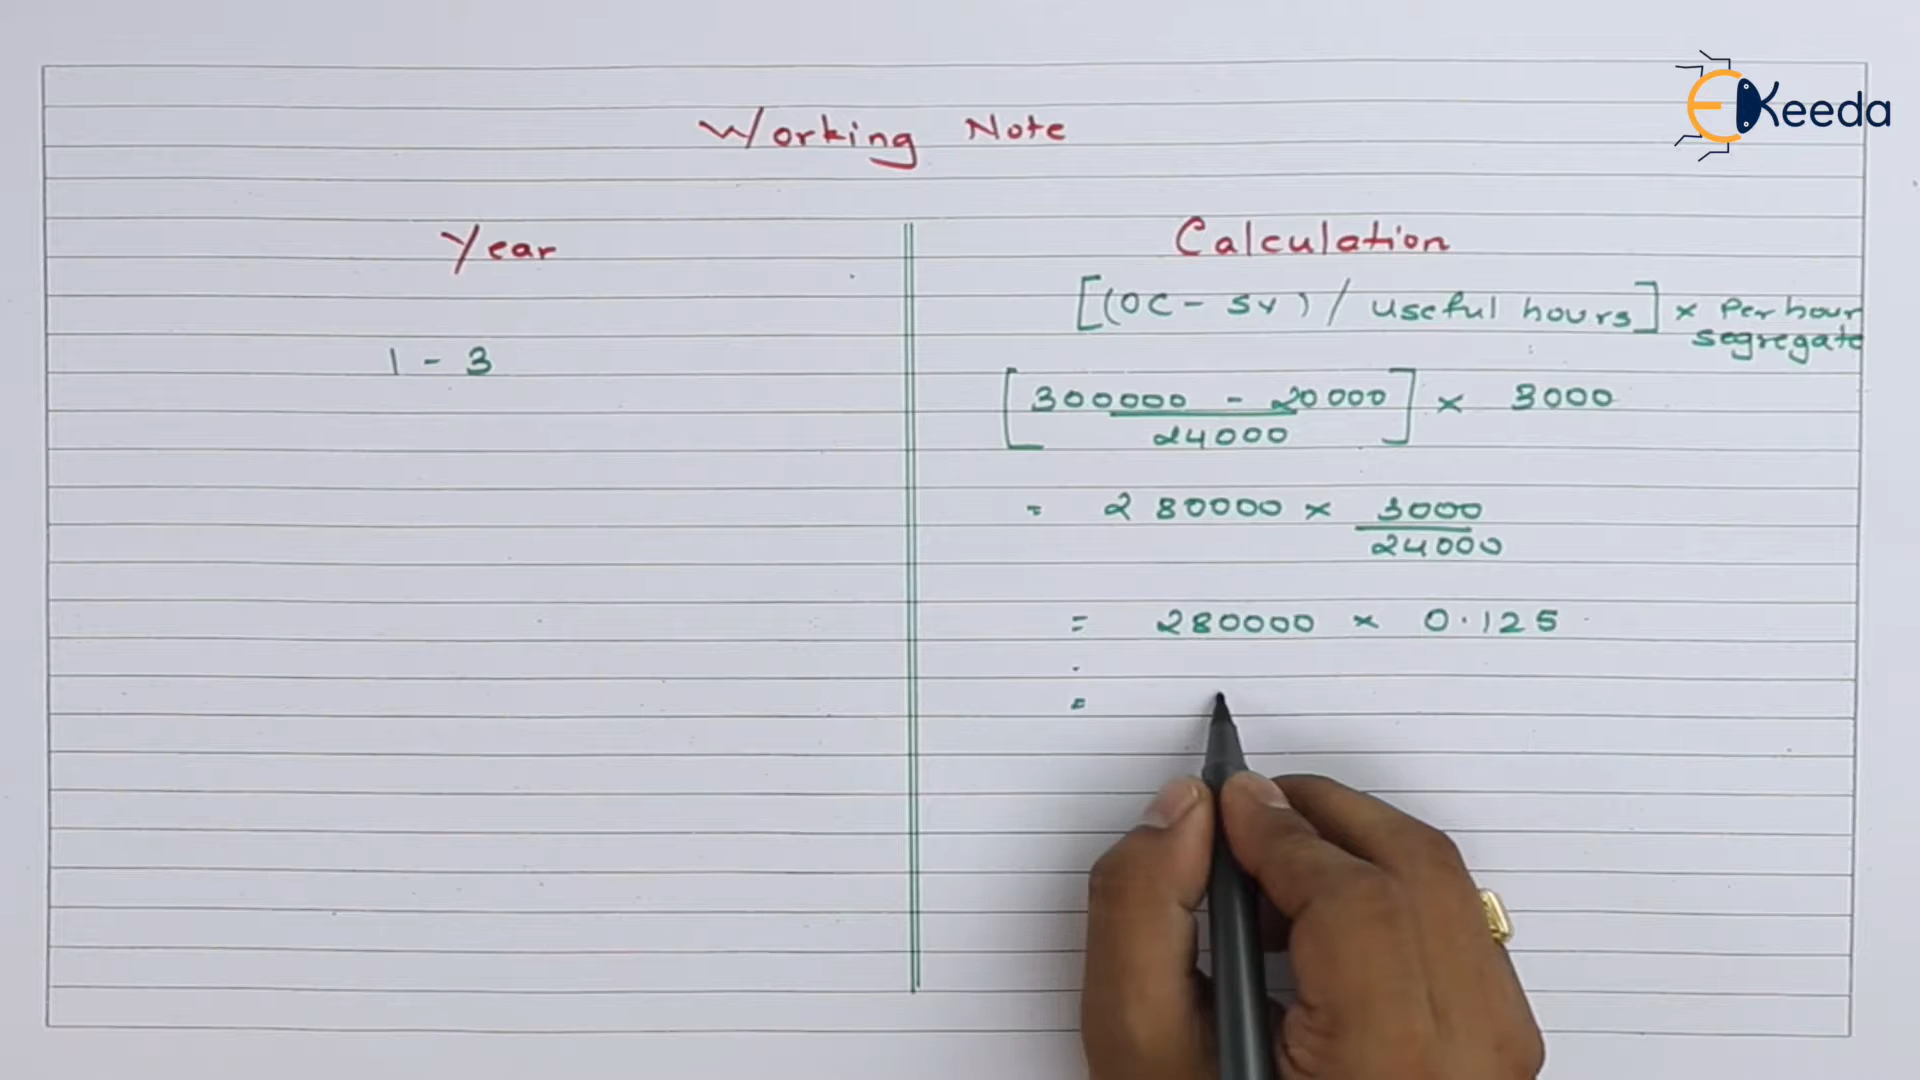 EKeeda
Working Note
Year
Calculation
[(OC - SV) / Useful hours] x Per hour
segregate
1 - 3
[300000 - 20000] x 3000
24000
= 280000 x 3000
24000
= 280000 x 0.125
=